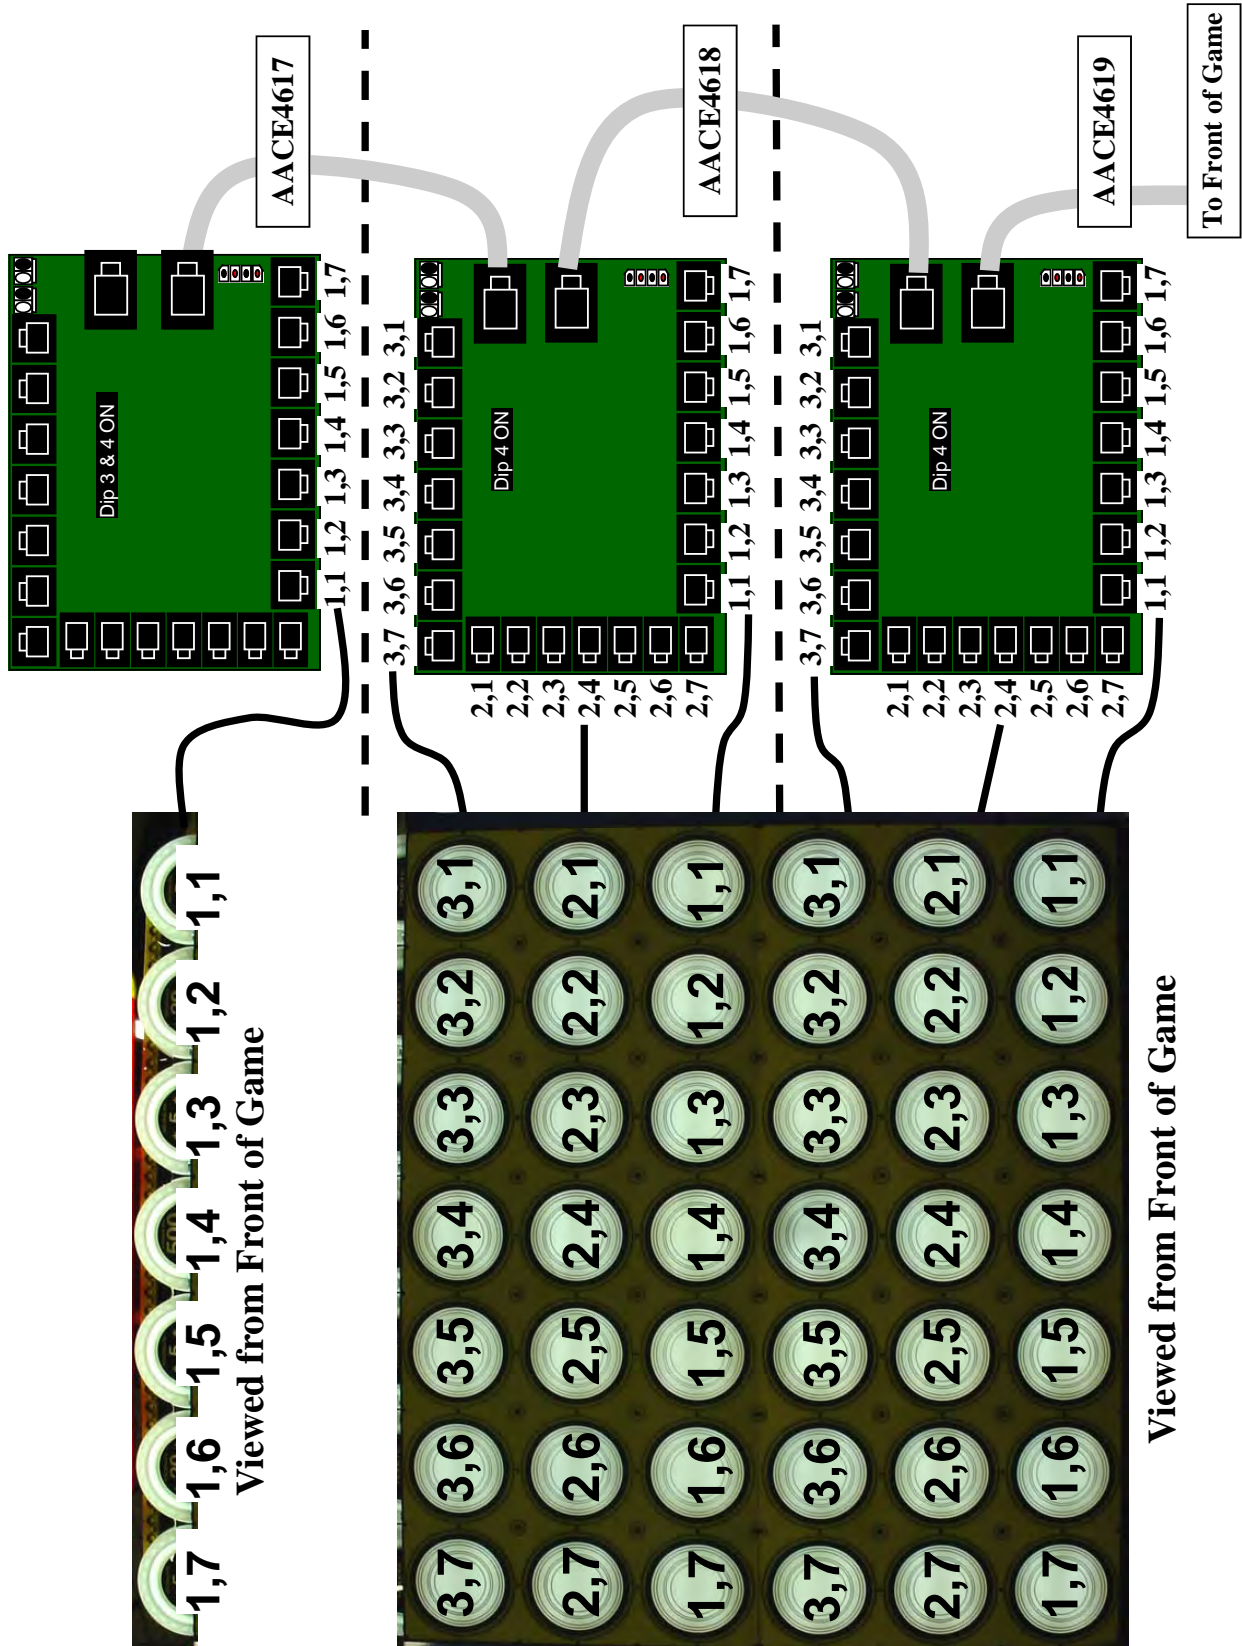 1,7 1,6 1,5 1,4 1,3 1,2 1,1
Viewed from Front of Game
Dip 3 & 4 ON
1,1 1,2 1,3 1,4 1,5 1,6 1,7
AACE4617
3,7 3,6 3,5 3,4 3,3 3,2 3,1
2,7 2,6 2,5 2,4 2,3 2,2 2,1
1,7 1,6 1,5 1,4 1,3 1,2 1,1
3,7 3,6 3,5 3,4 3,3 3,2 3,1
2,7 2,6 2,5 2,4 2,3 2,2 2,1
1,7 1,6 1,5 1,4 1,3 1,2 1,1
Viewed from Front of Game
3,7 3,6 3,5 3,4 3,3 3,2 3,1
2,1
2,2
2,3
2,4
2,5
2,6
2,7
Dip 4 ON
1,1 1,2 1,3 1,4 1,5 1,6 1,7
AACE4618
3,7 3,6 3,5 3,4 3,3 3,2 3,1
2,1
2,2
2,3
2,4
2,5
2,6
2,7
Dip 4 ON
1,1 1,2 1,3 1,4 1,5 1,6 1,7
AACE4619
To Front of Game